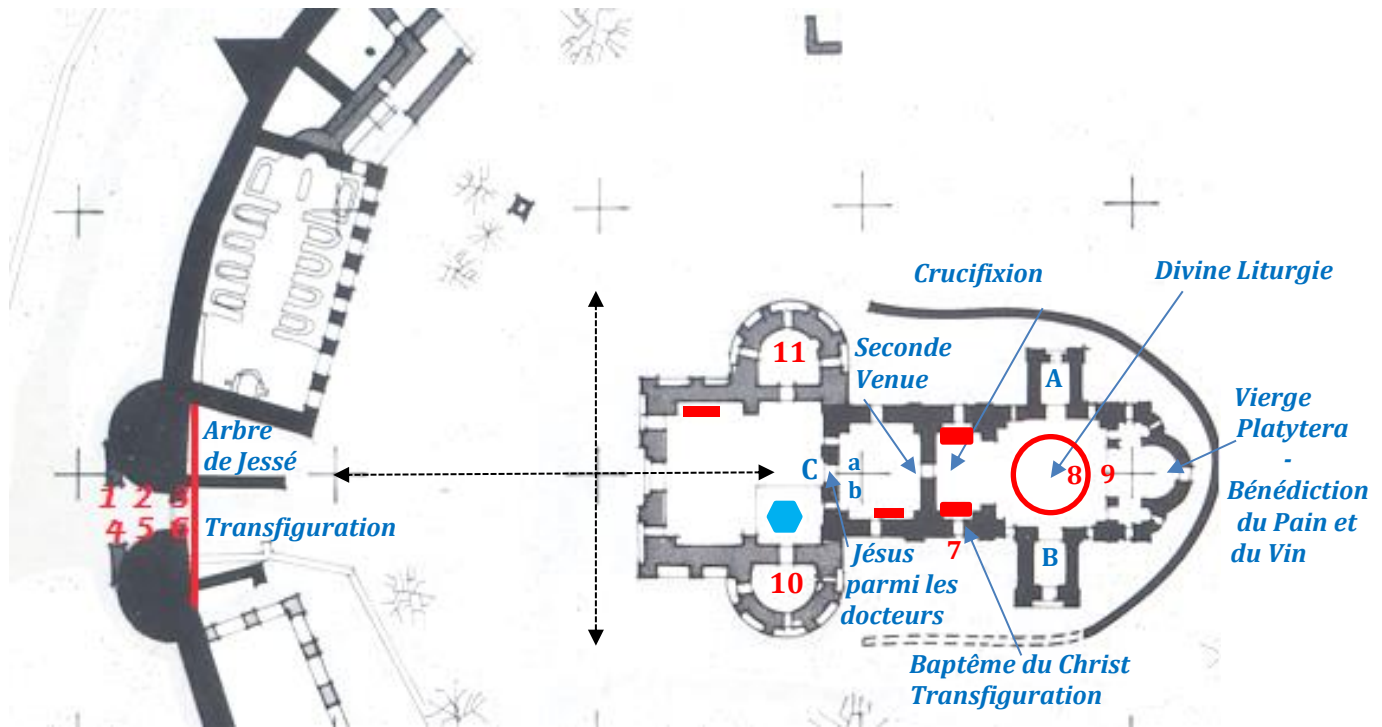 Crucifixion
Divine Liturgie
11
Seconde
Venue
A
Vierge
Platytera
-
Bénédiction
du Pain et
du Vin
Arbre
de Jessé
C
a
b
8
9
1 2 3
4 5 6
Transfiguration
7
B
10
Jésus
parmi les
docteurs
Baptême du Christ
Transfiguration